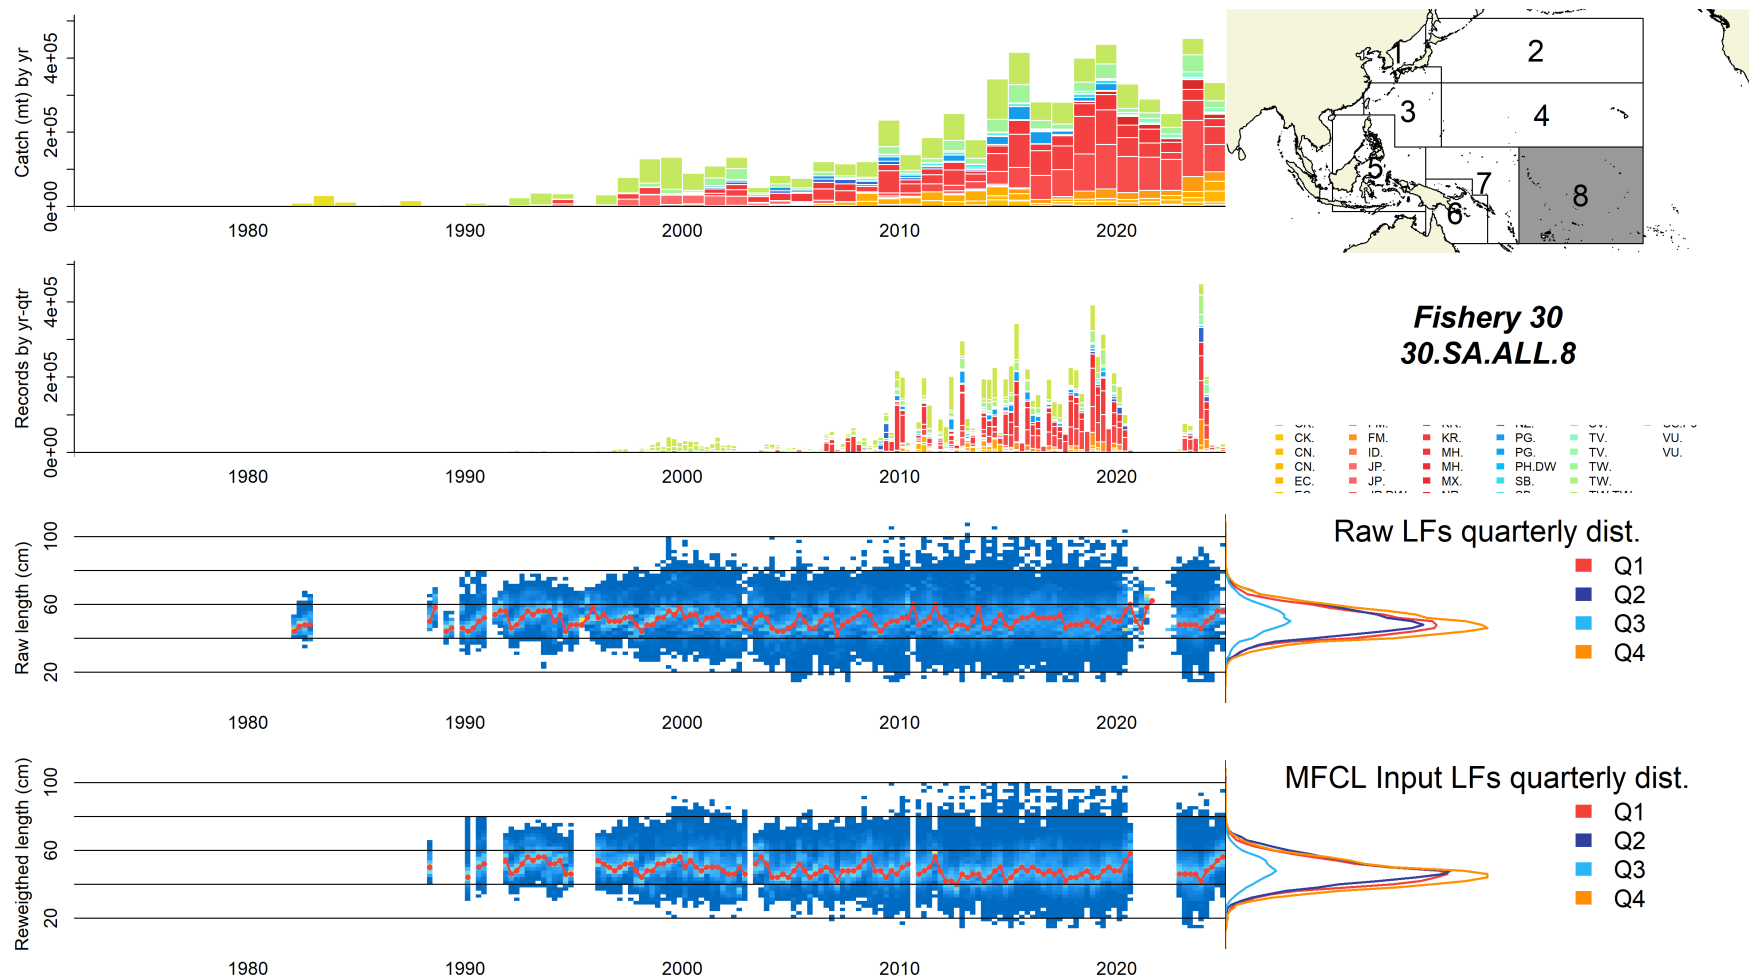 Catch (mt) by yr
0e+00
2e+05
4e+05
1980
1990
2000
2010
2020
1
2
3
4
5
6
7
8
Records by yr-qtr
0e+00
2e+05
4e+05
1980
1990
2000
2010
2020
Fishery 30
30.SA.ALL.8
CK. FM. KR. PG. TV. VU.
CN. ID. MH. PG. TV. VU.
CN. JP. MH. PH.DW TW.
EC. JP. MX. SB. TW.
Raw length (cm)
20
60
100
1980
1990
2000
2010
2020
Raw LFs quarterly dist.
Q1
Q2
Q3
Q4
Reweigthed length (cm)
20
60
100
1980
1990
2000
2010
2020
MFCL Input LFs quarterly dist.
Q1
Q2
Q3
Q4